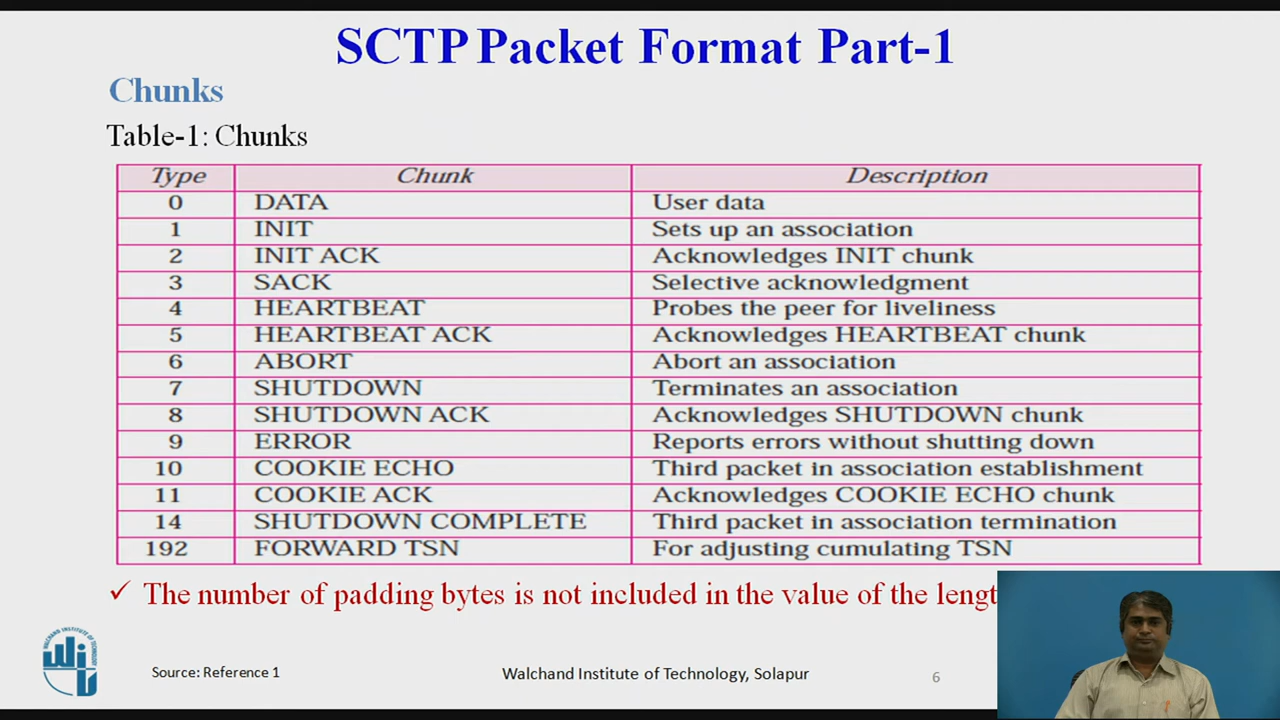 SCTP Packet Format Part-1
Chunks
Table-1: Chunks
Type Chunk Description
0 DATA User data
1 INIT Sets up an association
2 INIT ACK Acknowledges INIT chunk
3 SACK Selective acknowledgment
4 HEARTBEAT Probes the peer for liveliness
5 HEARTBEAT ACK Acknowledges HEARTBEAT chunk
6 ABORT Abort an association
7 SHUTDOWN Terminates an association
8 SHUTDOWN ACK Acknowledges SHUTDOWN chunk
9 ERROR Reports errors without shutting down
10 COOKIE ECHO Third packet in association establishment
11 COOKIE ACK Acknowledges COOKIE ECHO chunk
14 SHUTDOWN COMPLETE Third packet in association termination
192 FORWARD TSN For adjusting cumulating TSN
✓ The number of padding bytes is not included in the value of the lengt
WALCHAND INSTITUTE OF TECHNOLOGY
Source: Reference 1
Walchand Institute of Technology, Solapur
6